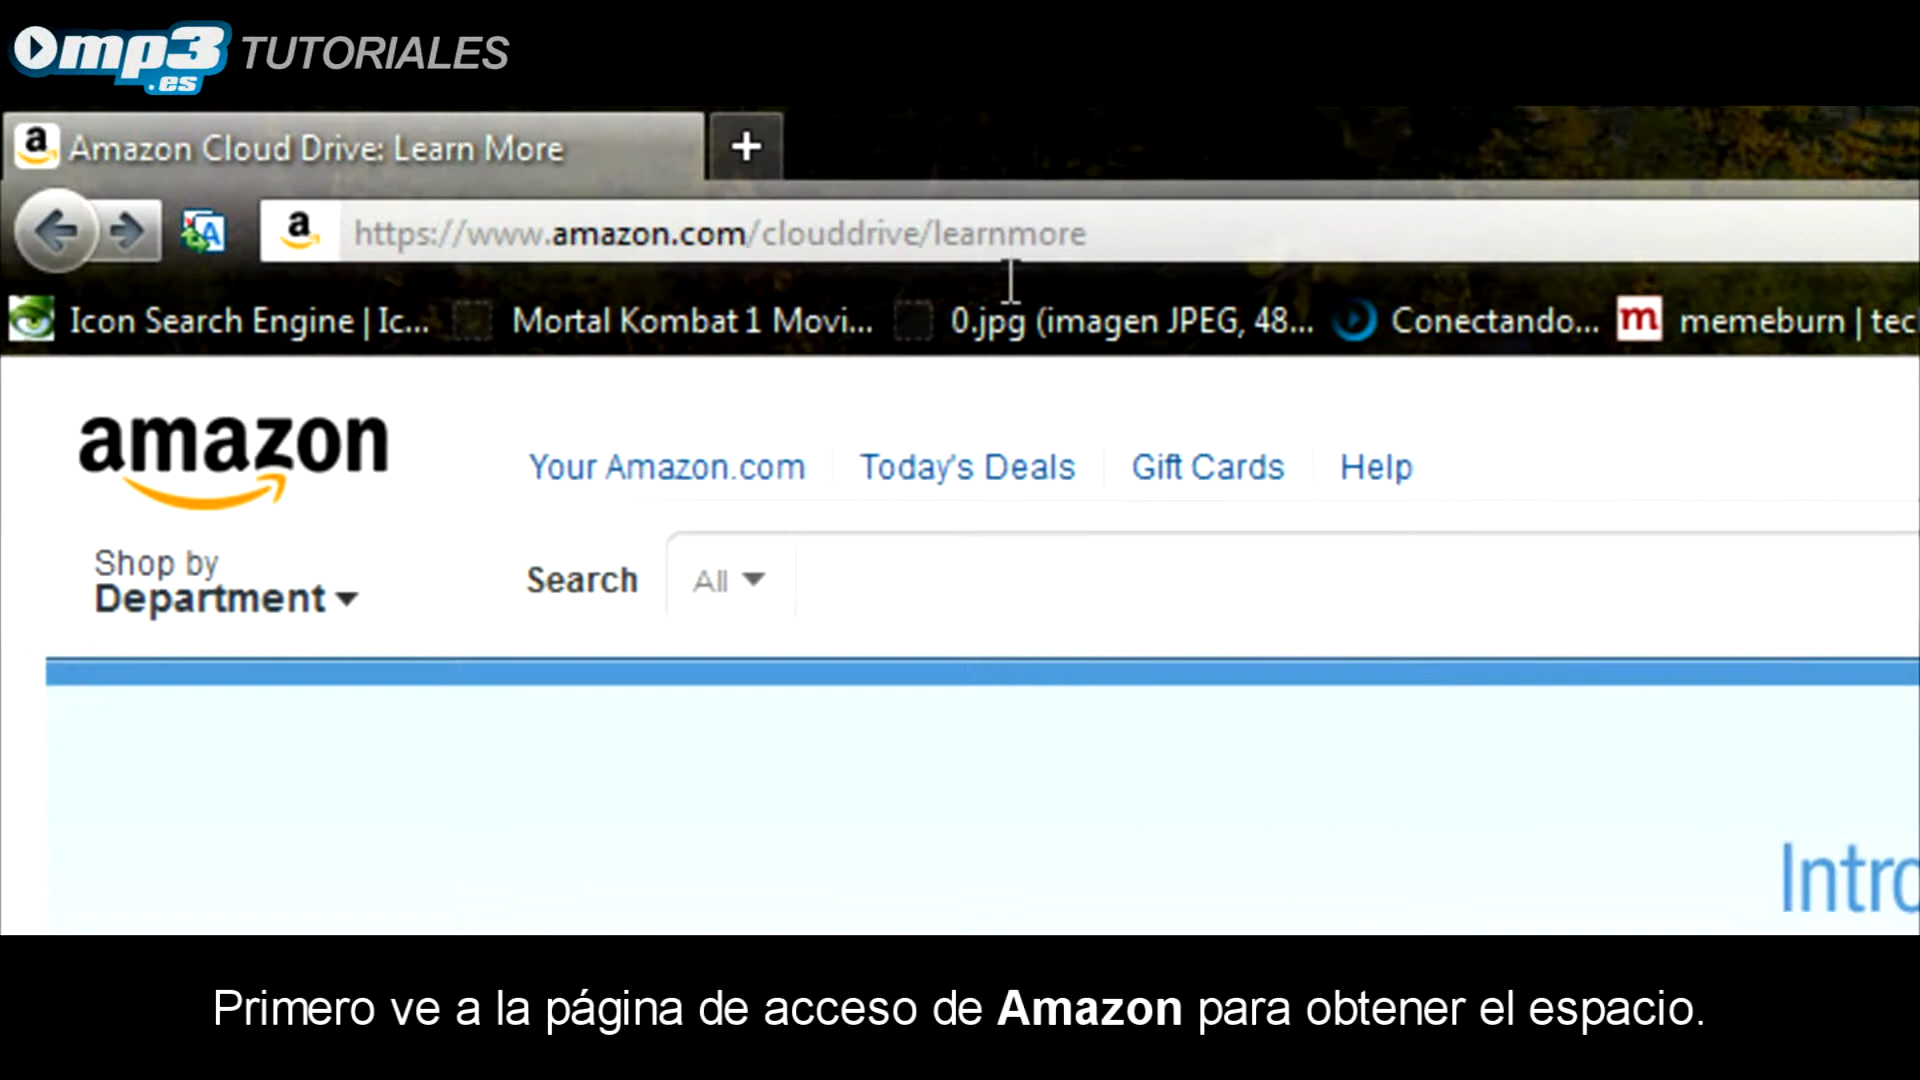 mp3.es TUTORIALES
Amazon Cloud Drive: Learn More
https://www.amazon.com/clouddrive/learnmore
Icon Search Engine | Ic... Mortal Kombat 1 Movi... 0.jpg (imagen JPEG, 48... Conectando... memeburn | tec
amazon
Your Amazon.com Today's Deals Gift Cards Help
Shop by
Department
Search All
Intro
Primero ve a la página de acceso de Amazon para obtener el espacio.